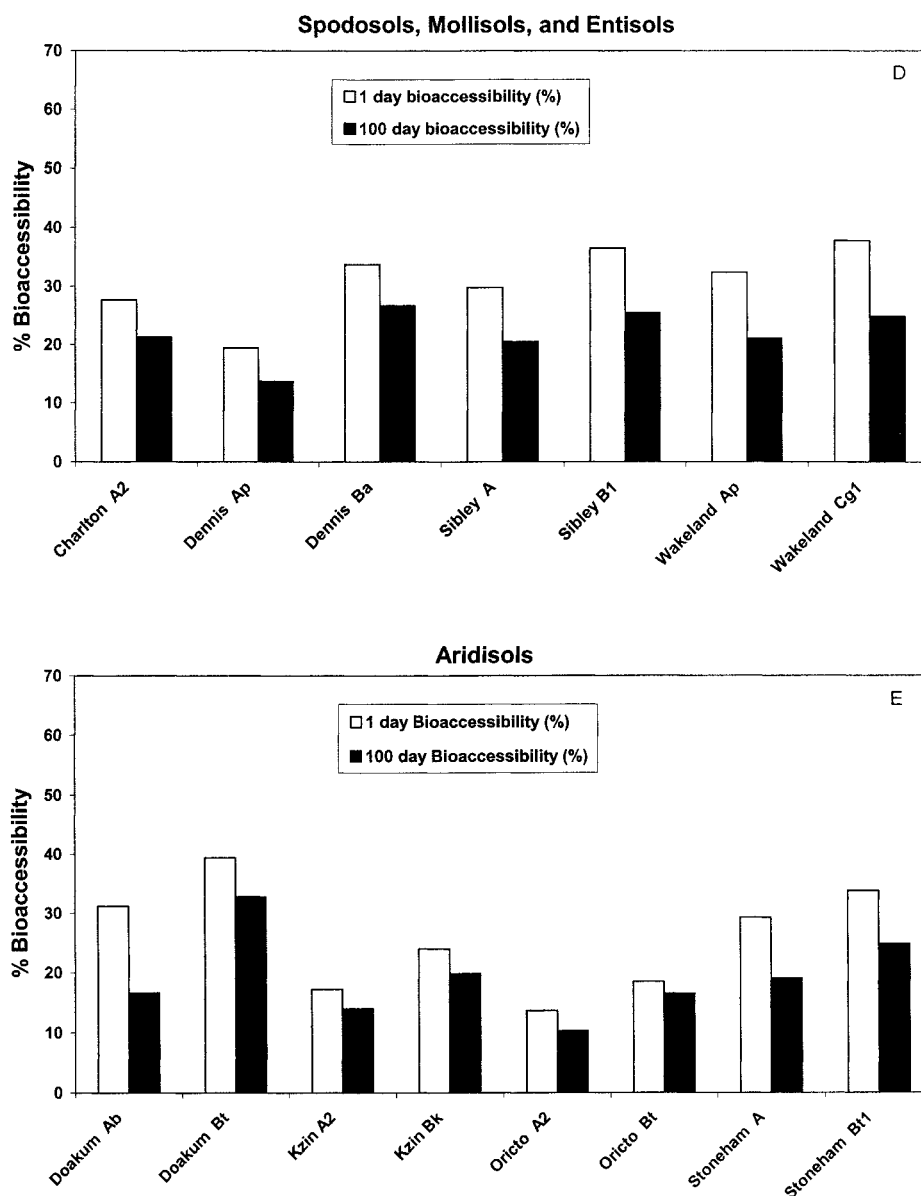 Spodosols, Mollisols, and Entisols
D
1 day bioaccessibility (%)
100 day bioaccessibility (%)
% Bioaccessibility
70
60
50
40
30
20
10
0
Charlton A2
Dennis Ap
Dennis Ba
Sibley A
Sibley B1
Wakeland Ap
Wakeland Cg1
Aridisols
E
1 day Bioaccessibility (%)
100 day Bioaccessibility (%)
% Bioaccessibility
70
60
50
40
30
20
10
0
Doakum Ab
Doakum Bt
Kzin A2
Kzin Bk
Oricto A2
Oricto Bt
Stoneham A
Stoneham Bt1